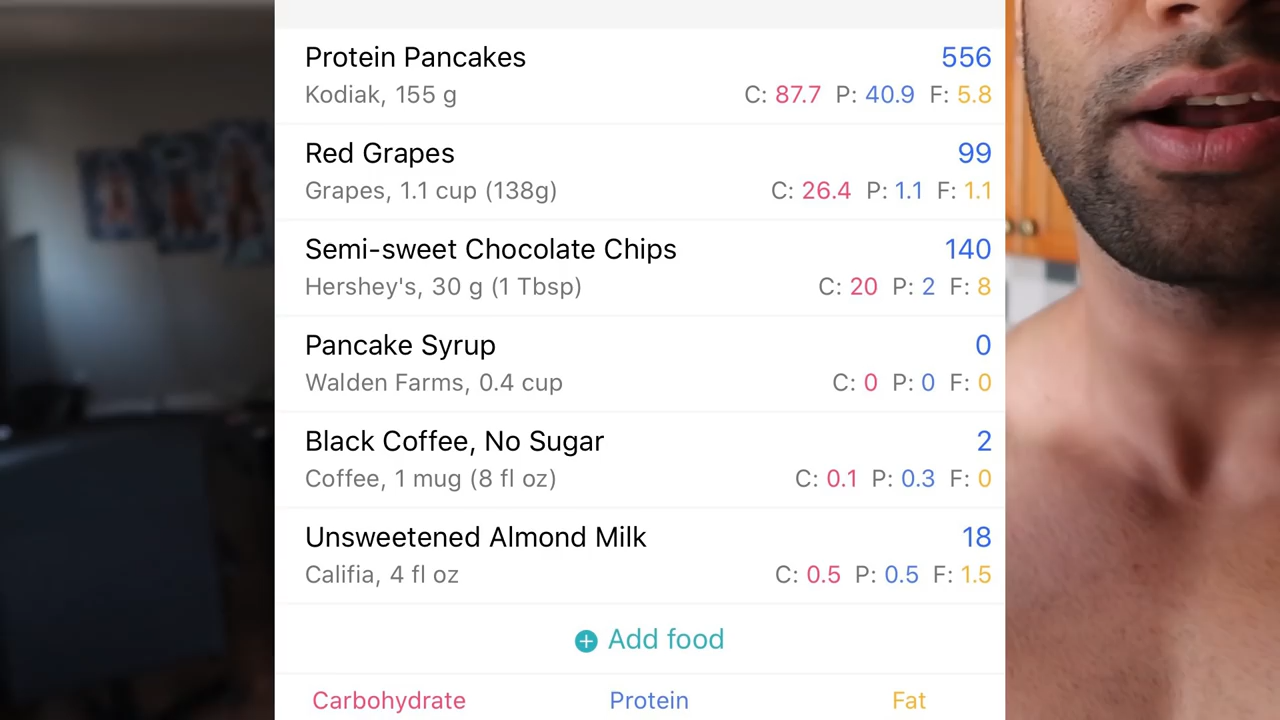 Protein Pancakes 556
Kodiak, 155 g C: 87.7 P: 40.9 F: 5.8
Red Grapes 99
Grapes, 1.1 cup (138g) C: 26.4 P: 1.1 F: 1.1
Semi-sweet Chocolate Chips 140
Hershey's, 30 g (1 Tbsp) C: 20 P: 2 F: 8
Pancake Syrup 0
Walden Farms, 0.4 cup C: 0 P: 0 F: 0
Black Coffee, No Sugar 2
Coffee, 1 mug (8 fl oz) C: 0.1 P: 0.3 F: 0
Unsweetened Almond Milk 18
Califia, 4 fl oz C: 0.5 P: 0.5 F: 1.5
Add food
Carbohydrate Protein Fat